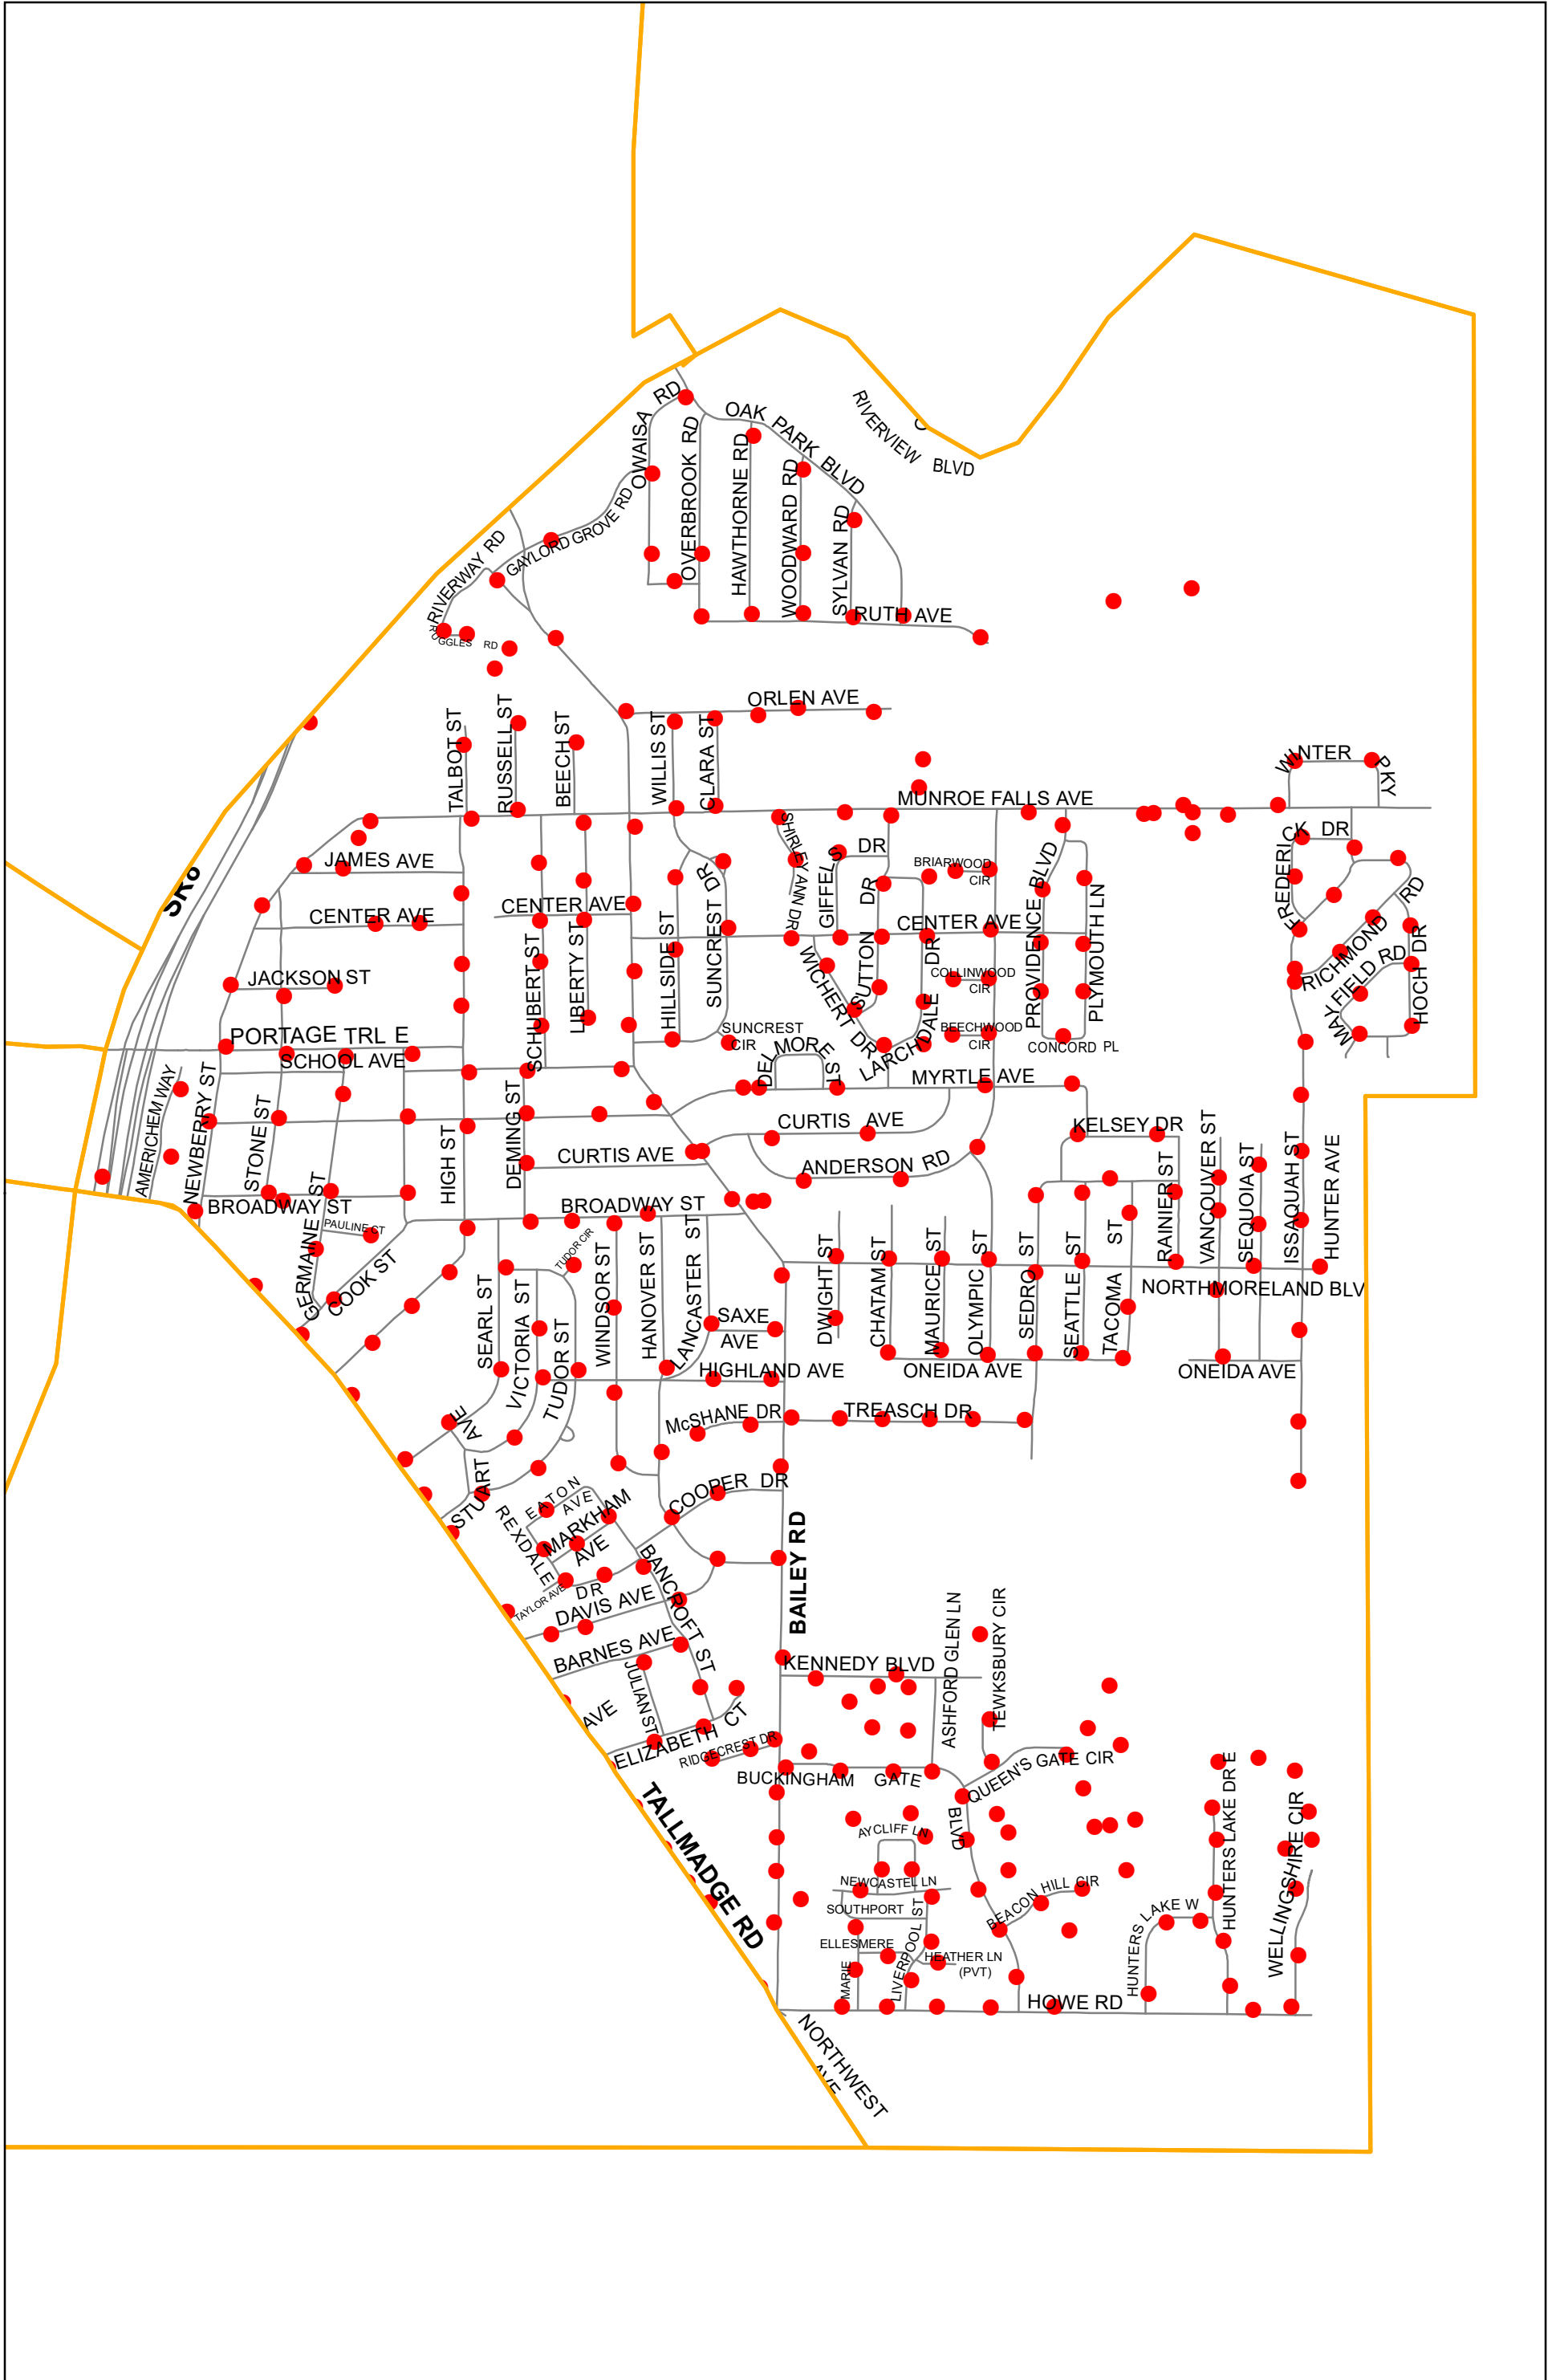 OWAISA RD
OAK PARK BLVD
RIVERVIEW BLVD
OVERBROOK RD
HAWTHORNE RD
WOODWARD RD
SYLVAN RD
GAYLORD GROVE RD
RIVERWAY RD
RUGGLES RD
RUTH AVE
ORLEN AVE
TALBOT ST
RUSSELL ST
BEECH ST
WILLIS ST
CLARA ST
WINTER PKY
MUNROE FALLS AVE
SHIRLEY ANN DR
GIFFELS DR
BRIARWOOD
CIR
FREDERICK DR
JAMES AVE
SR8
CENTER AVE
CENTER AVE
CENTER AVE
SUNCREST DR
HILLSIDE ST
SUTTON DR
PROVIDENCE BLVD
PLYMOUTH LN
RICHMOND RD
MAYFIELD RD
HOCH DR
SCHUBERT ST
LIBERTY ST
WICHERT DR
COLLINWOOD
CIR
LARCHDALE DR
JACKSON ST
PORTAGE TRL E
SCHOOL AVE
SUNCREST
CIR
DELMORE ST
BEECHWOOD
CIR
CONCORD PL
MYRTLE AVE
AMERICHEM WAY
NEWBERRY ST
STONE ST
GERMAINE ST
HIGH ST
DEMING ST
CURTIS AVE
CURTIS AVE
ANDERSON RD
KELSEY DR
RAINIER ST
VANCOUVER ST
SEQUOIA ST
ISSAQUAH ST
HUNTER AVE
BROADWAY ST
BROADWAY ST
PAULINE CT
COOK ST
TUDOR CIR
SEARL ST
VICTORIA ST
TUDOR ST
WINDSOR ST
HANOVER ST
LANCASTER ST
DWIGHT ST
CHATAM ST
MAURICE ST
OLYMPIC ST
SEDRO ST
SEATTLE ST
TACOMA ST
NORTHMORELAND BLV
SAXE
AVE
HIGHLAND AVE
ONEIDA AVE
ONEIDA AVE
McSHANE DR
TREASCH DR
STUART AVE
EATON
AVE
MARKHAM
AVE
REXDALE
COOPER DR
BANCROFT ST
BAILEY RD
TAYLOR AVE
DR
DAVIS AVE
BARNES AVE
JULIAN ST
AVE
ELIZABETH CT
RIDGECREST DR
KENNEDY BLVD
ASHFORD GLEN LN
TEWKSBURY CIR
BUCKINGHAM GATE BLVD
QUEEN'S GATE CIR
TALLMADGE RD
AYCLIFF LN
NEWCASTEL LN
SOUTHPORT
ELLESMERE
MARIE
LIVERPOOL ST
HEATHER LN
(PVT)
BEACON HILL CIR
HUNTERS LAKE W
HUNTERS LAKE DR E
WELLINGSHIRE CIR
HOWE RD
NORTHWEST
AVE